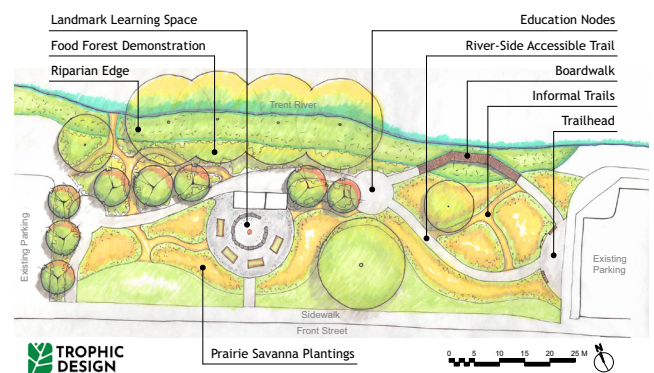 Landmark Learning Space
Food Forest Demonstration
Riparian Edge
Education Nodes
River-Side Accessible Trail
Boardwalk
Informal Trails
Trailhead
Trent River
Existing Parking
Existing
Parking
Sidewalk
Front Street
Prairie Savanna Plantings
TROPHIC
DESIGN
0 5 10 15 20 25 M
N